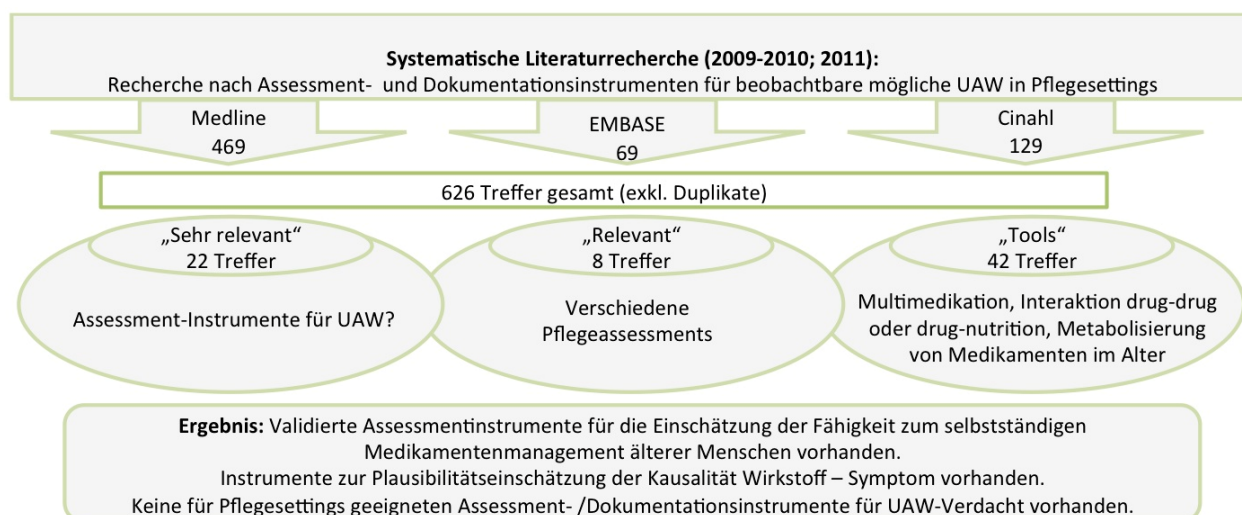 Systematische Literaturrecherche (2009-2010; 2011):
Recherche nach Assessment- und Dokumentationsinstrumenten für beobachtbare mögliche UAW in Pflegesettings
Medline
469
EMBASE
69
Cinahl
129
626 Treffer gesamt (exkl. Duplikate)
„Sehr relevant“
22 Treffer
Assessment-Instrumente für UAW?
„Relevant“
8 Treffer
Verschiedene
Pflegeassessments
„Tools“
42 Treffer
Multimedikation, Interaktion drug-drug
oder drug-nutrition, Metabolisierung
von Medikamenten im Alter
Ergebnis: Validierte Assessmentinstrumente für die Einschätzung der Fähigkeit zum selbstständigen
Medikamentenmanagement älterer Menschen vorhanden.
Instrumente zur Plausibilitätseinschätzung der Kausalität Wirkstoff – Symptom vorhanden.
Keine für Pflegesettings geeigneten Assessment- /Dokumentationsinstrumente für UAW-Verdacht vorhanden.